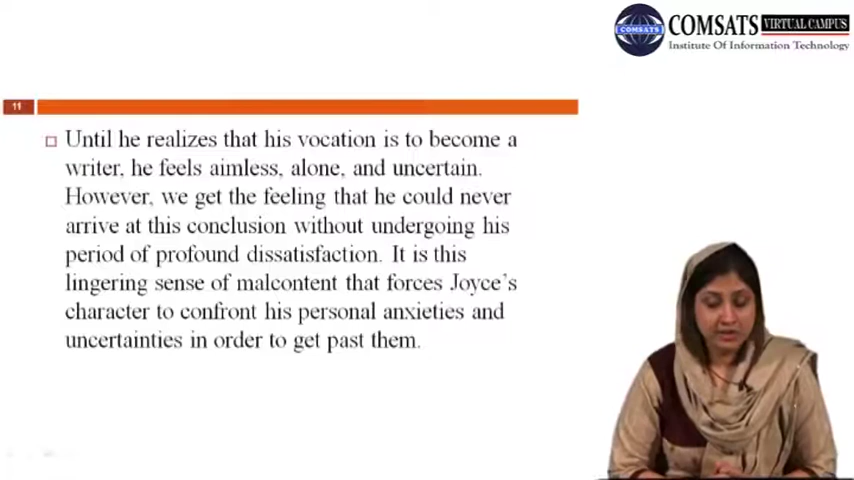 COMSATS VIRTUAL CAMPUS
COMSATS
Institute Of Information Technology
11
Until he realizes that his vocation is to become a
writer, he feels aimless, alone, and uncertain.
However, we get the feeling that he could never
arrive at this conclusion without undergoing his
period of profound dissatisfaction. It is this
lingering sense of malcontent that forces Joyce's
character to confront his personal anxieties and
uncertainties in order to get past them.